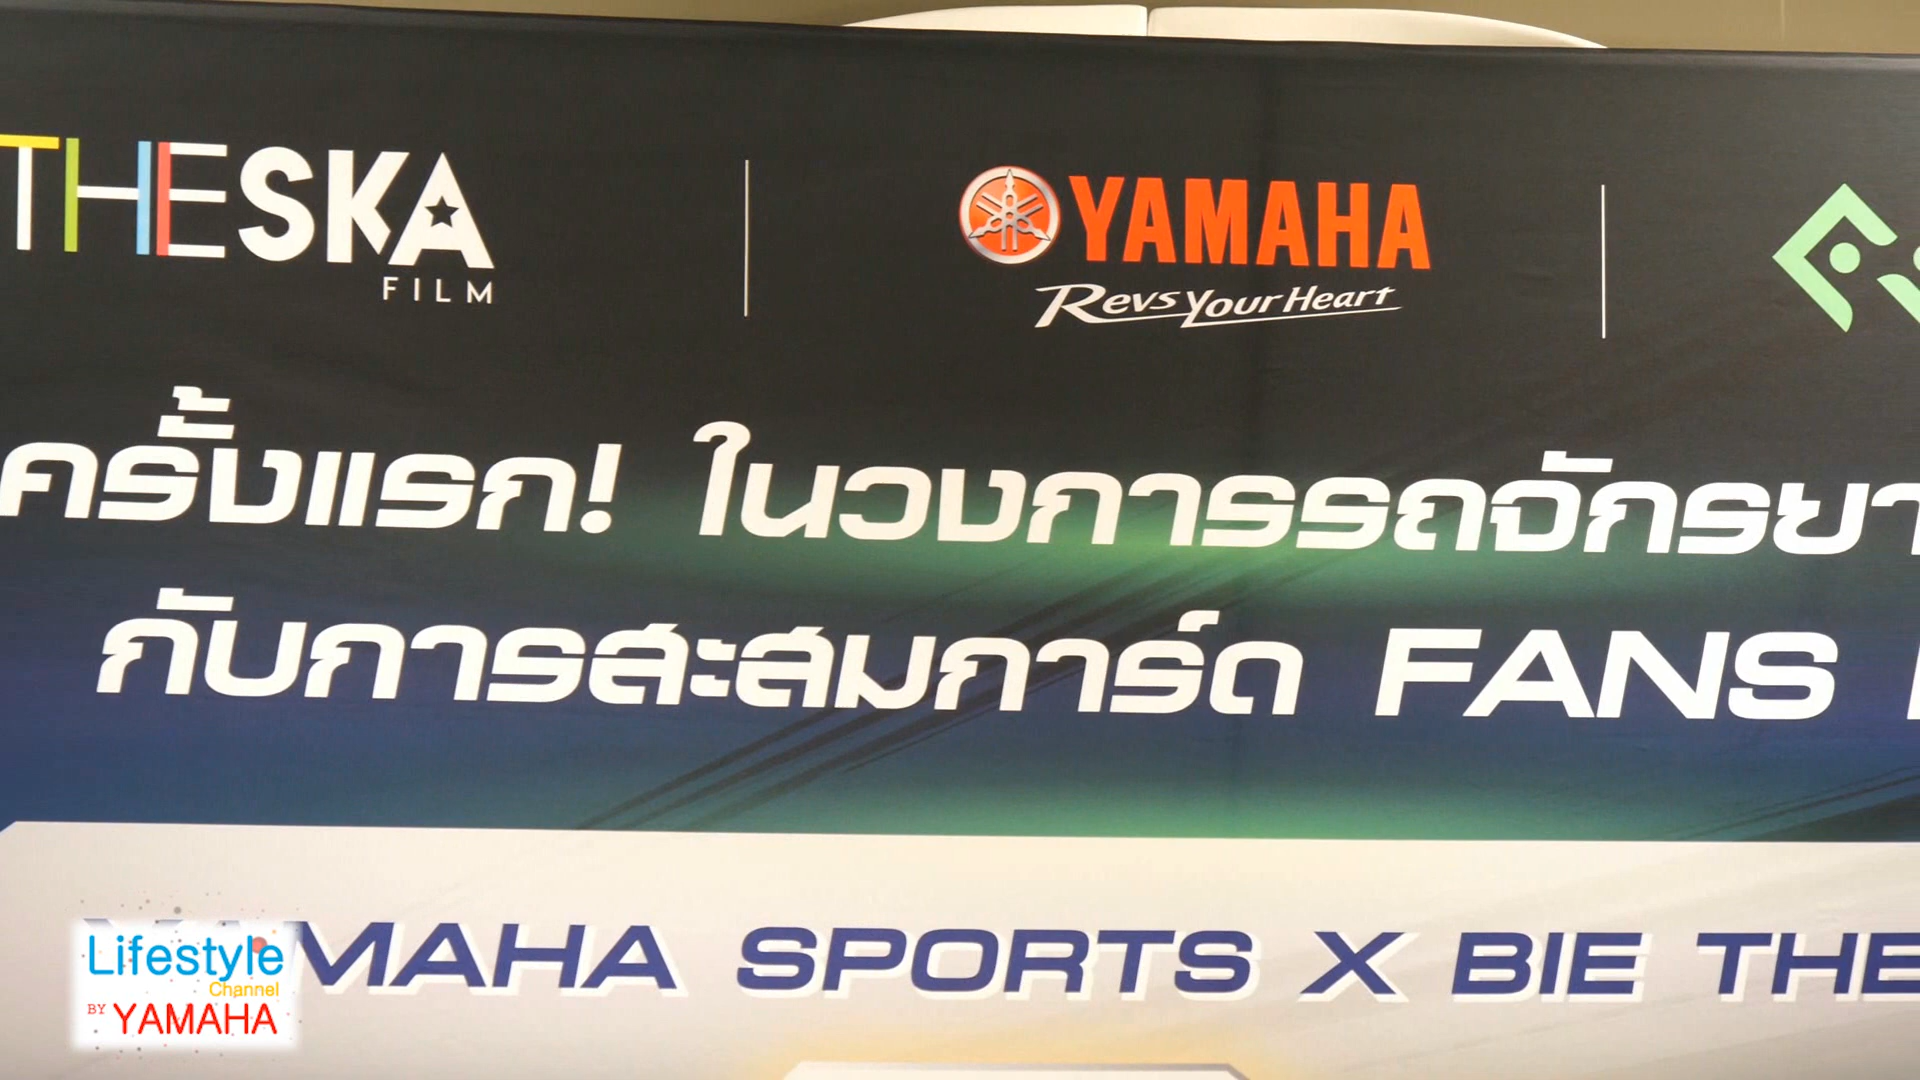 THESKA
FILM
YAMAHA
Revs Your Heart
ครั้งแรก! ในวงการรถจักรยา
กับการสะสมการ์ด FANS
MAHA SPORTS X BIE THE
Lifestyle
Channel
BY YAMAHA